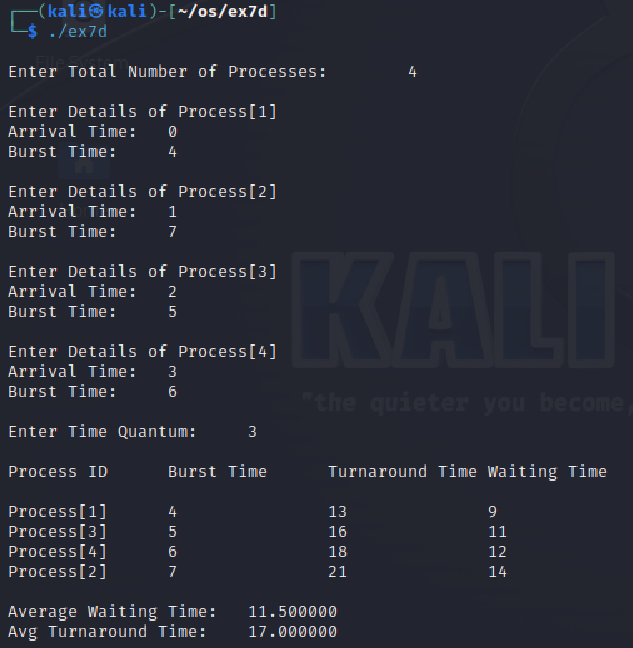 ┌──(kali㉿kali)-[~/os/ex7d]
└─$ ./ex7d
File System
Enter Total Number of Processes: 4
Enter Details of Process[1]
Arrival Time: 0
Burst Time: 4
Enter Details of Process[2]
Arrival Time: 1
Burst Time: 7
Enter Details of Process[3]
Arrival Time: 2
Burst Time: 5
KALI
Enter Details of Process[4]
Arrival Time: 3
Burst Time: 6
"the quieter you become,
Enter Time Quantum: 3
Process ID Burst Time Turnaround Time Waiting Time
Process[1] 4 13 9
Process[3] 5 16 11
Process[4] 6 18 12
Process[2] 7 21 14
Average Waiting Time: 11.500000
Avg Turnaround Time: 17.000000